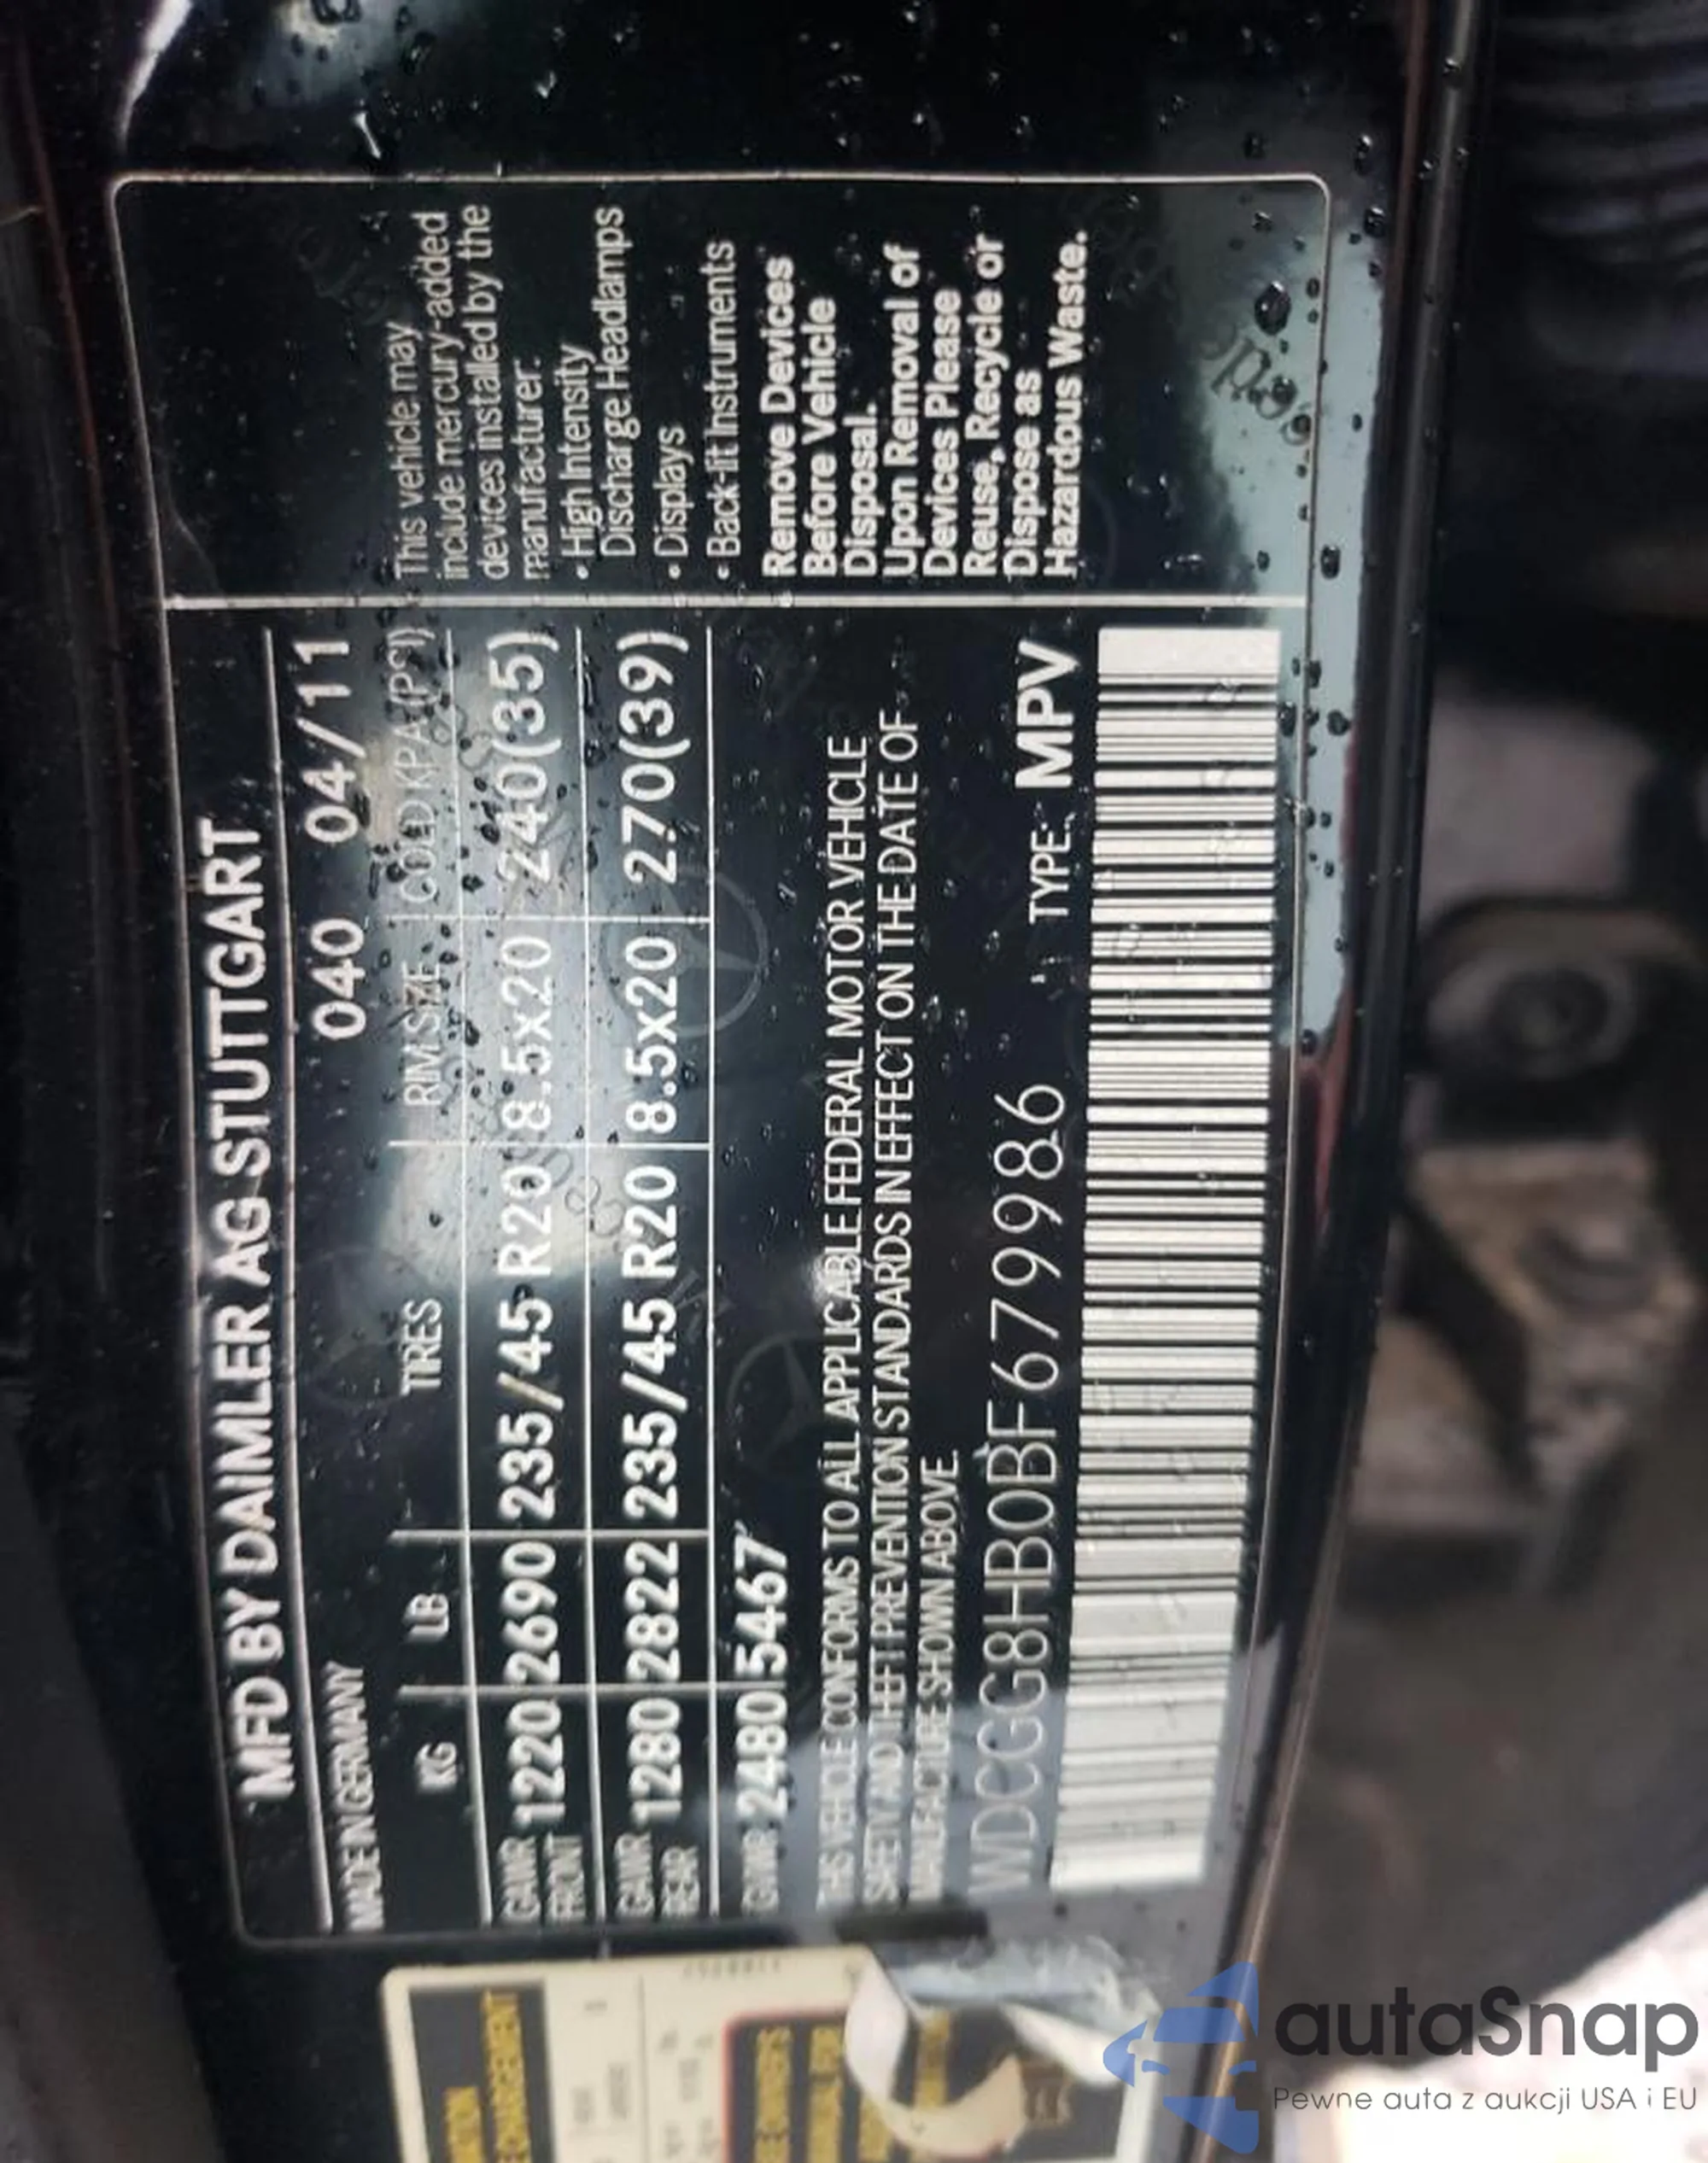 MFD BY DAIMLER AG STUTTGART
MADE IN GERMANY 040 04/11
KG LB TIRES RIM SIZE COLD KPA (PSI)
GAWR FRONT 1220 2690 235/45 R20 8.5x20 240(35)
GAWR REAR 1280 2822 235/45 R20 8.5x20 270(39)
GVWR 2480 5467
THIS VEHICLE CONFORMS TO ALL APPLICABLE FEDERAL MOTOR VEHICLE
SAFETY AND THEFT PREVENTION STANDARDS IN EFFECT ON THE DATE OF
MANUFACTURE SHOWN ABOVE.
WDCGG8HB0BF679986 TYPE: MPV
This vehicle may
include mercury-added
devices installed by the
manufacturer:
• High Intensity
Discharge Headlamps
• Displays
• Back-lit Instruments
Remove Devices
Before Vehicle
Disposal.
Upon Removal of
Devices Please
Reuse, Recycle or
Dispose as
Hazardous Waste.
autaSnap
Pewne auta z aukcji USA i EU